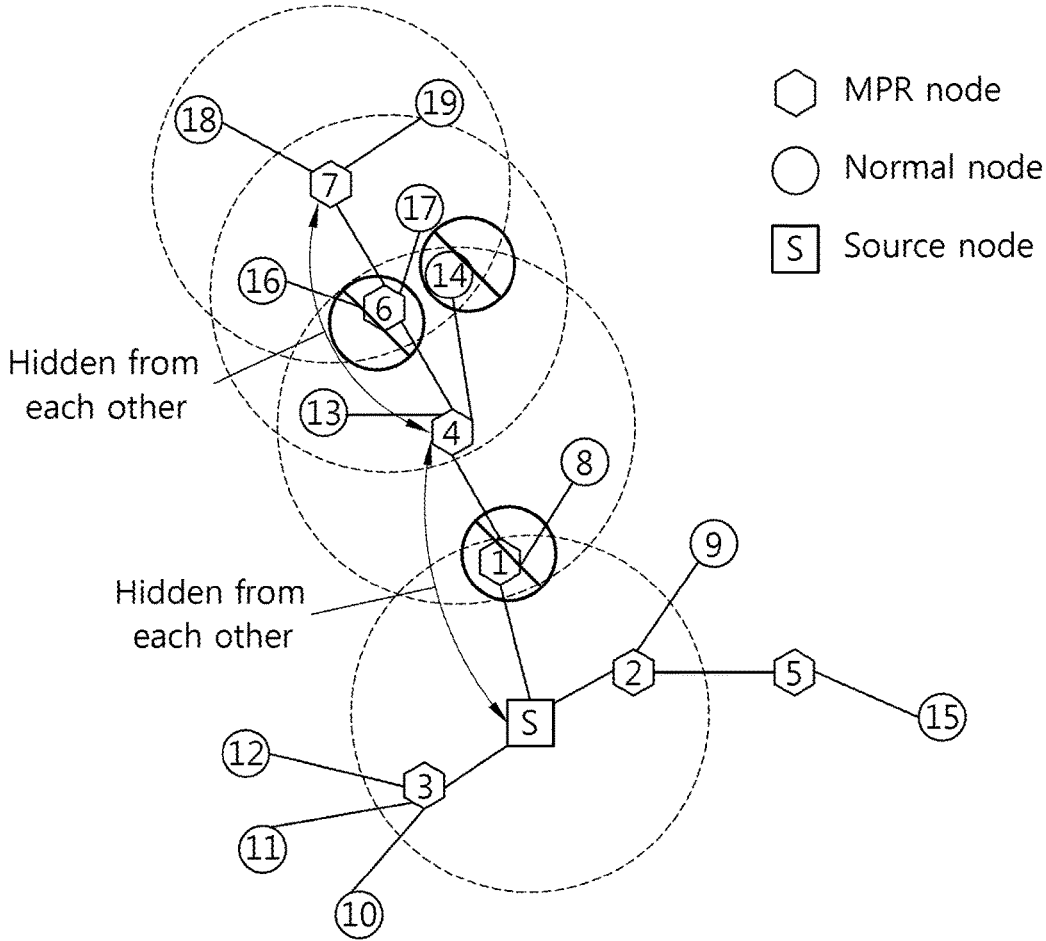 19
MPR node
18
Normal node
7
17
S
Source node
14
16
6
Hidden from
each other
13
4
8
9
1
Hidden from
each other
2
5
S
15
12
3
11
10